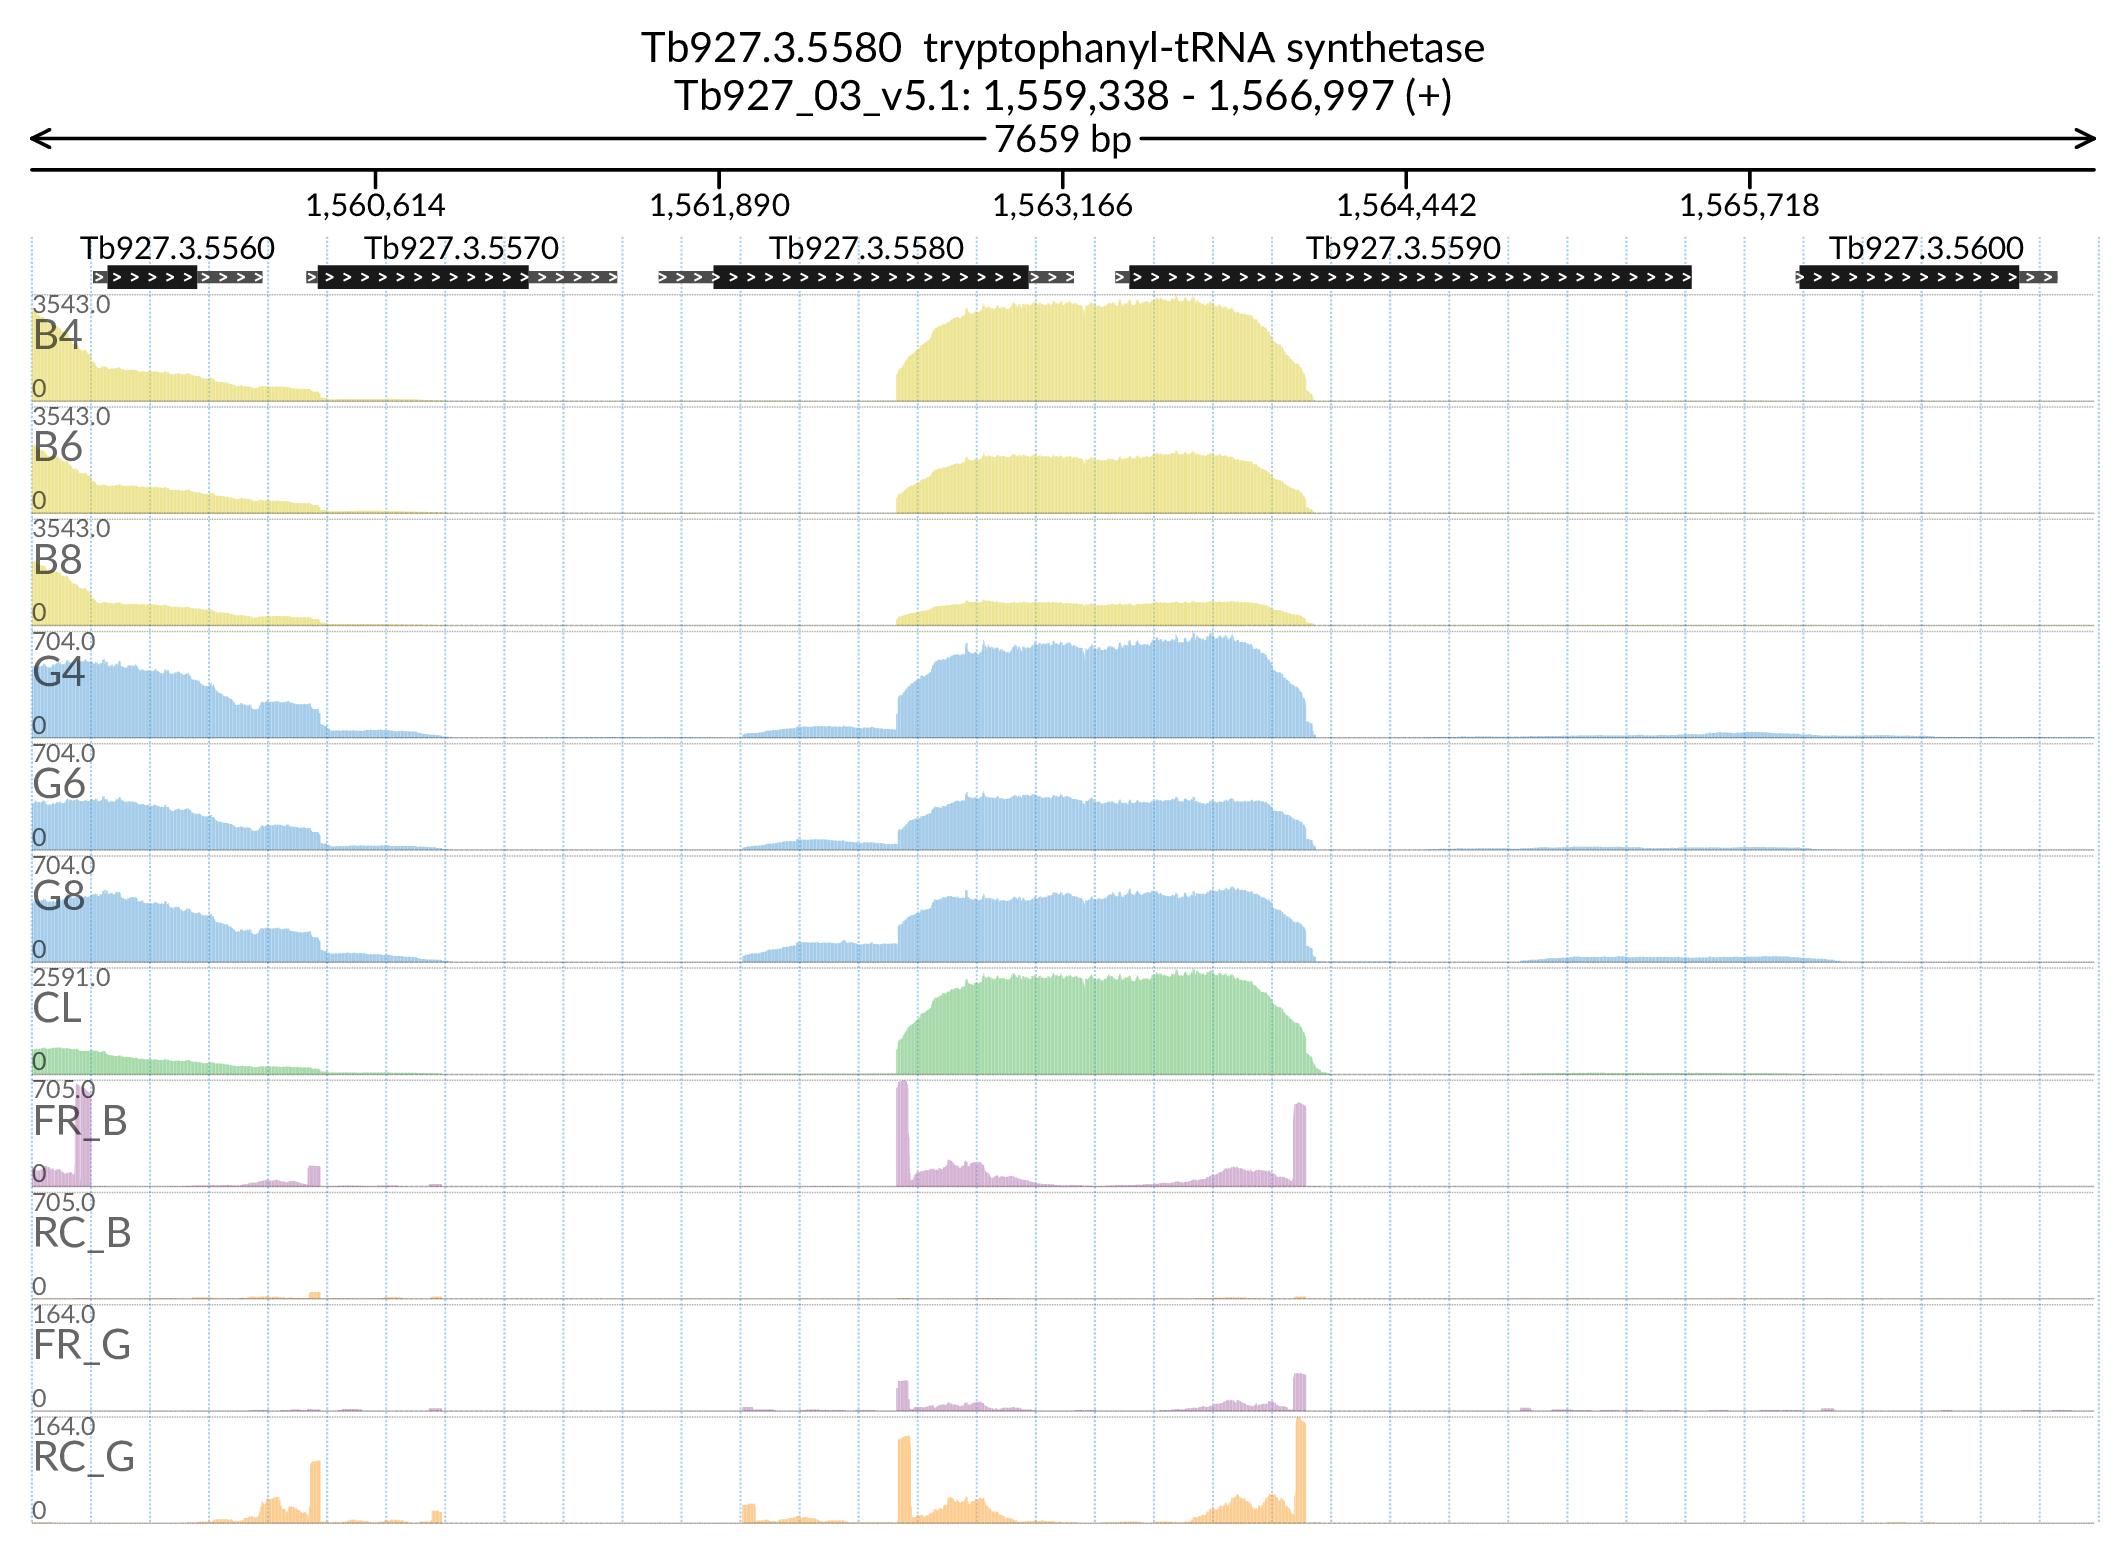 Tb927.3.5580  tryptophanyl-tRNA synthetase
Tb927_03_v5.1: 1,559,338 - 1,566,997 (+)
7659 bp
1,560,614 1,561,890 1,563,166 1,564,442 1,565,718
Tb927.3.5560 Tb927.3.5570 Tb927.3.5580 Tb927.3.5590 Tb927.3.5600
3543.0
B4
0
3543.0
B6
0
3543.0
B8
0
704.0
G4
0
704.0
G6
0
704.0
G8
0
2591.0
CL
0
705.0
FR_B
0
705.0
RC_B
0
164.0
FR_G
0
164.0
RC_G
0